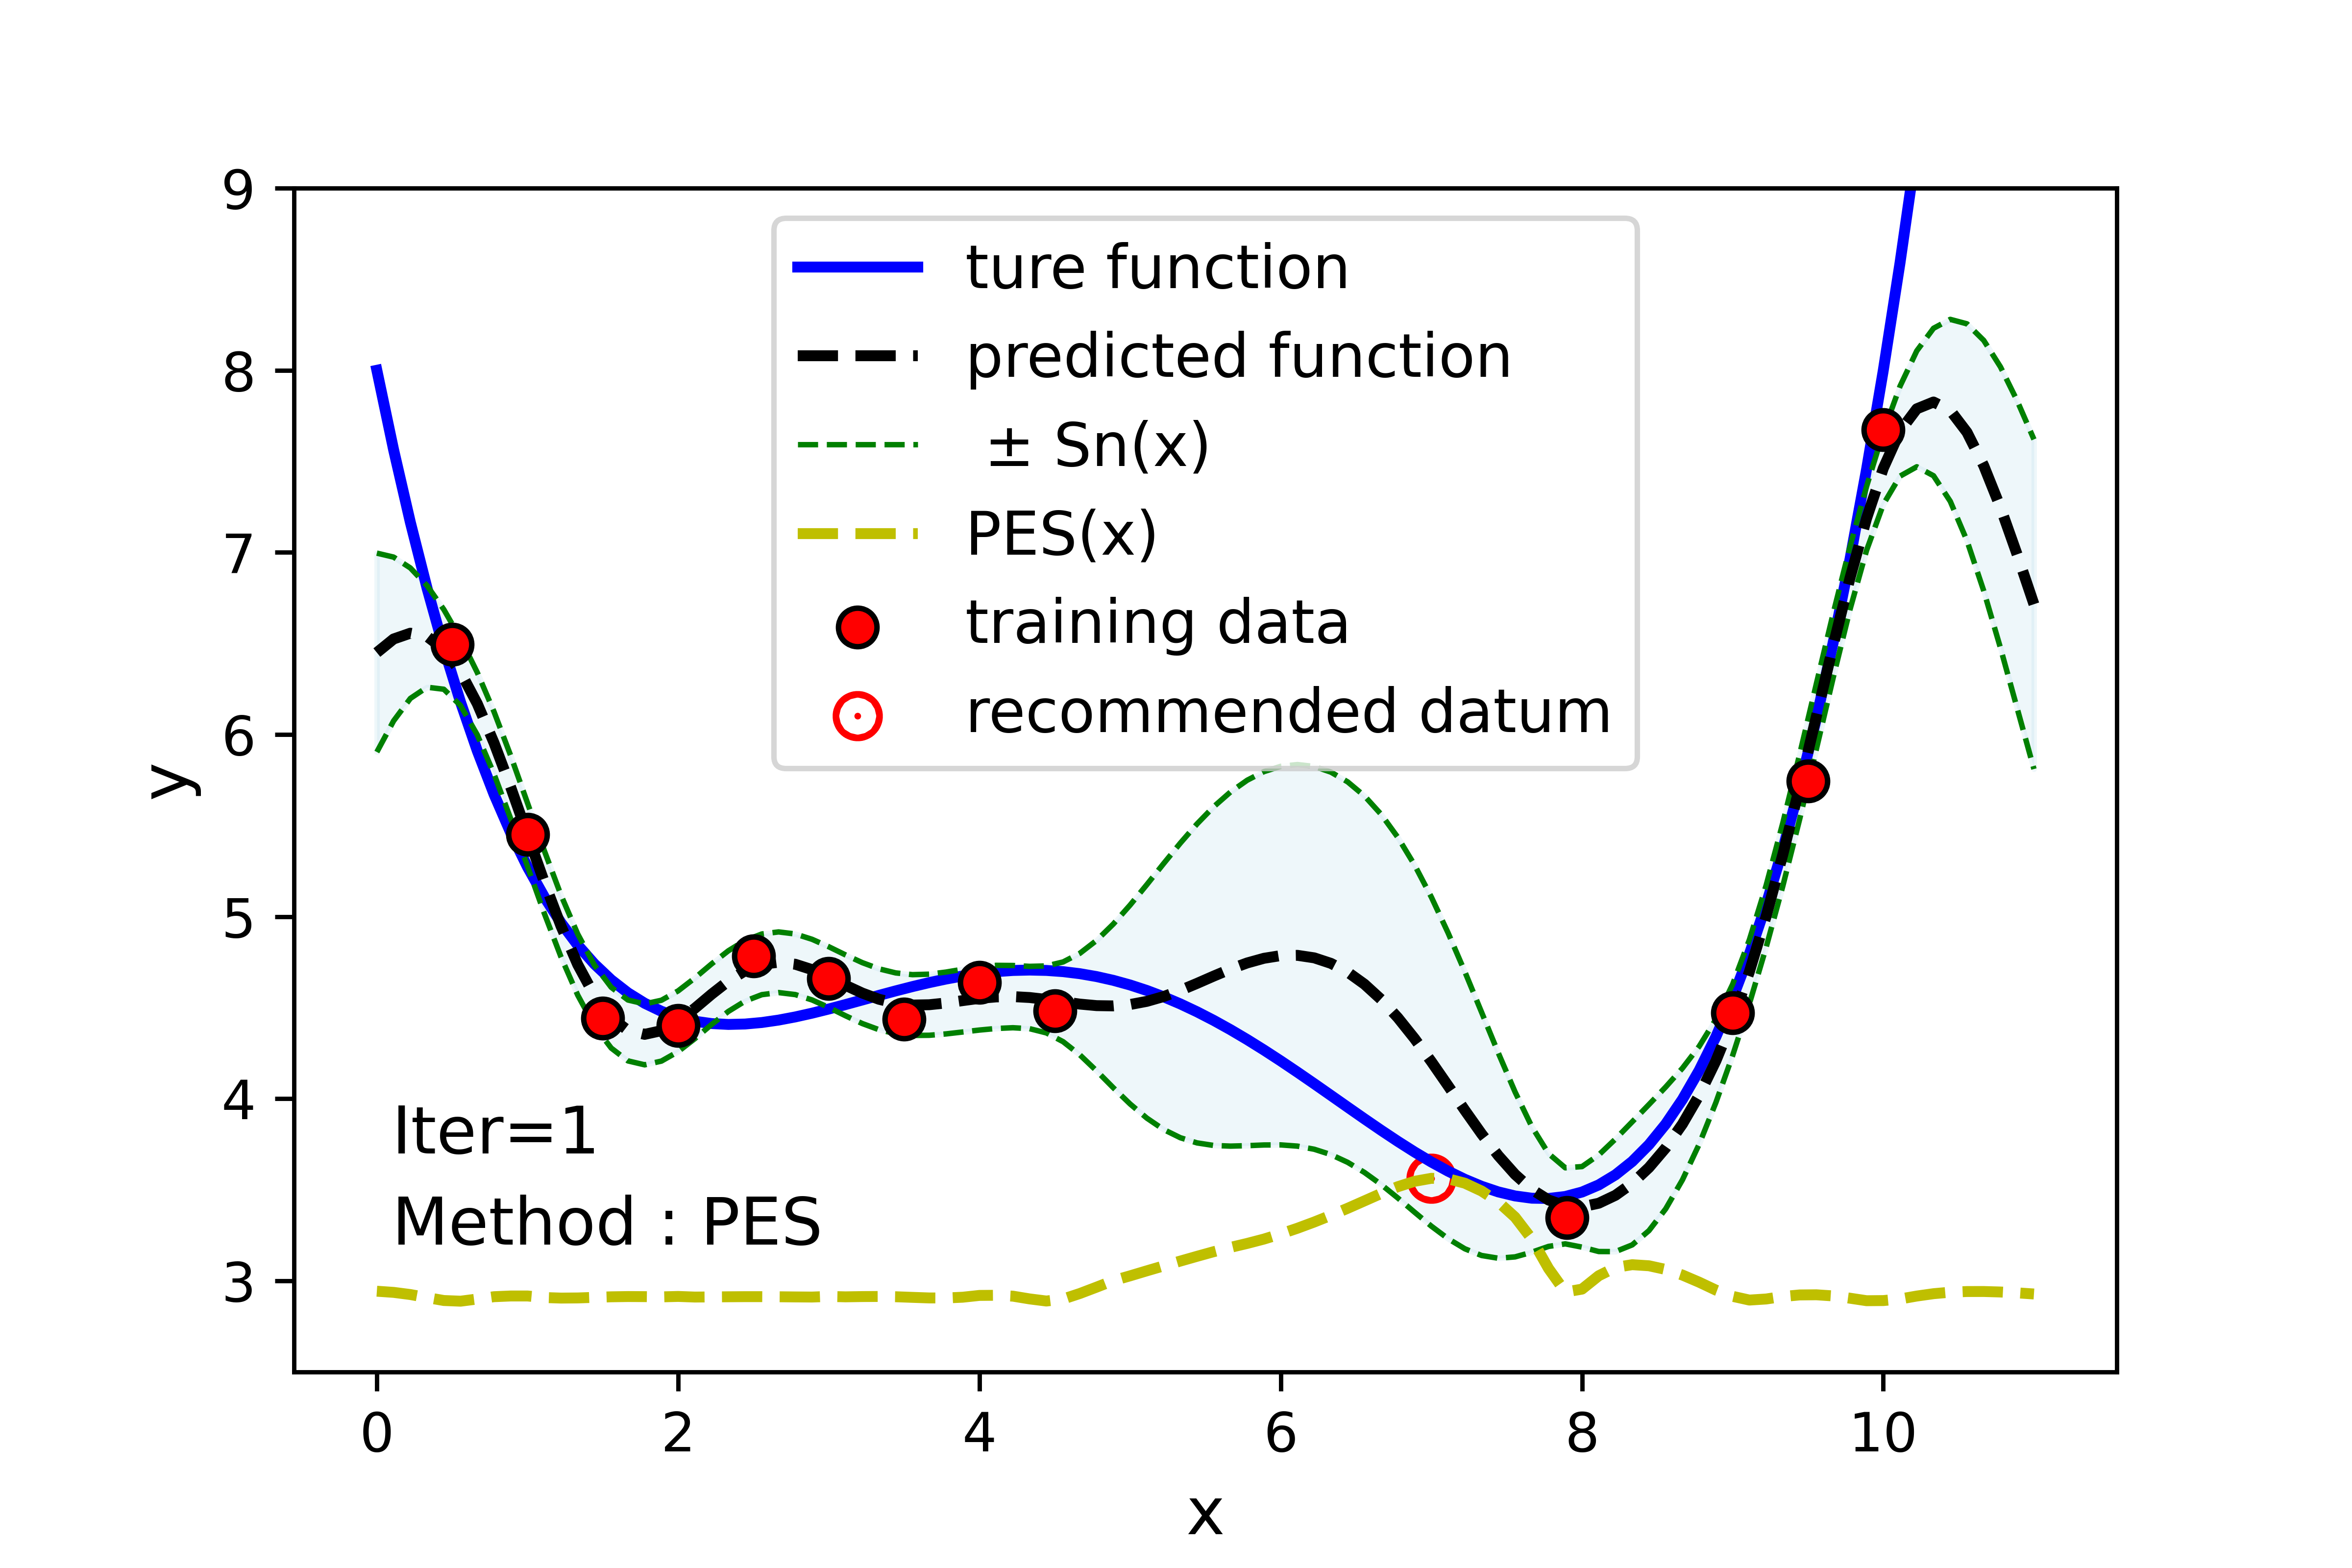 9
8
7
6
5
4
3
y
ture function
predicted function
± Sn(x)
PES(x)
training data
recommended datum
Iter=1
Method : PES
0 2 4 6 8 10
x